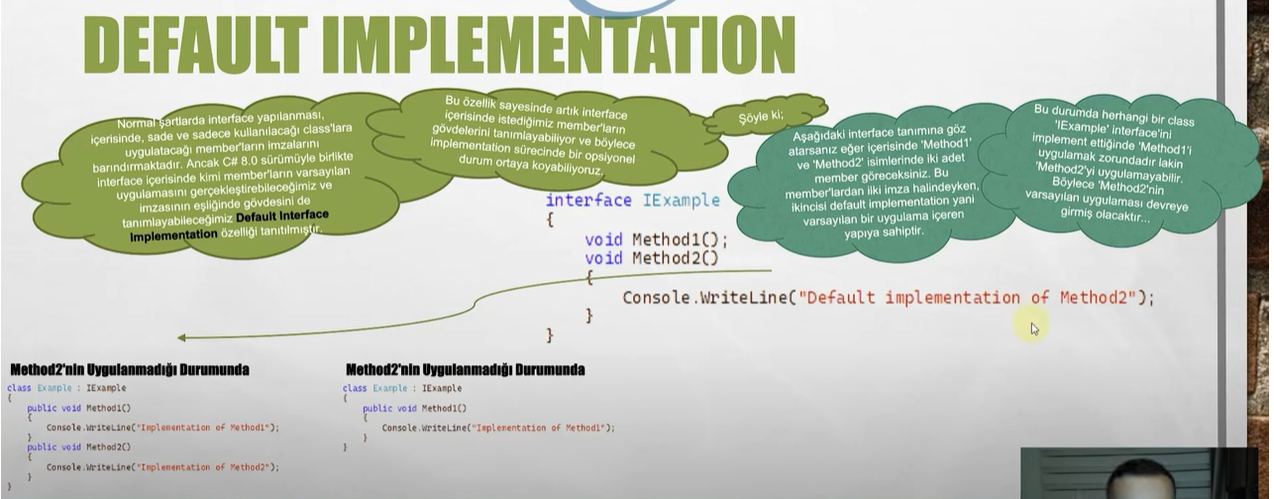 DEFAULT IMPLEMENTATION
Normal şartlarda interface yapılanması,
içerisinde, sade ve sadece kullanılacağı class'lara
uygulatacağı member'ların imzalarını
barındırmaktadır. Ancak C# 8.0 sürümüyle birlikte
interface içerisinde kimi member'ların varsayılan
uygulamasını gerçekleştirebileceğimiz ve
imzasının eşliğinde gövdesini de
tanımlayabileceğimiz Default Interface
Implementation özelliği tanıtılmıştır.
Bu özellik sayesinde artık interface
içerisinde istediğimiz member'ların
gövdelerini tanımlayabiliyor ve böylece
implementation sürecinde bir opsiyonel
durum ortaya koyabiliyoruz.
Şöyle ki;
Aşağıdaki interface tanımına göz
atarsanız eğer içerisinde 'Method1'
ve 'Method2' isimlerinde iki adet
member göreceksiniz. Bu
member'lardan ilki imza halindeyken,
ikincisi default implementation yani
varsayılan bir uygulama içeren
yapıya sahiptir.
Bu durumda herhangi bir class
'IExample' interface'ini
implement ettiğinde 'Method1'i
uygulamak zorundadır lakin
'Method2'yi uygulamayabilir.
Böylece 'Method2'nin
varsayılan uygulaması devreye
girmiş olacaktır...
interface IExample
{
void Method1();
void Method2()
{
Console.WriteLine("Default implementation of Method2");
}
}
Method2'nin Uygulanmadığı Durumunda
class Example : IExample
{
public void Method1()
{
Console.WriteLine("Implementation of Method1");
}
public void Method2()
{
Console.WriteLine("Implementation of Method2");
}
}
Method2'nin Uygulanmadığı Durumunda
class Example : IExample
{
public void Method1()
{
Console.WriteLine("Implementation of Method1");
}
}